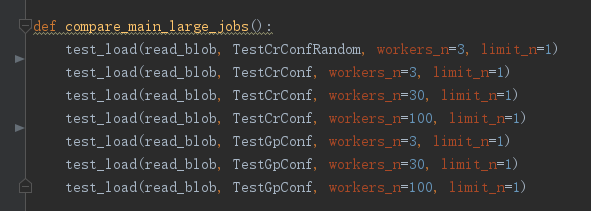 def compare_main_large_jobs():
    test_load(read_blob, TestCrConfRandom, workers_n=3, limit_n=1)
    test_load(read_blob, TestCrConf, workers_n=3, limit_n=1)
    test_load(read_blob, TestCrConf, workers_n=30, limit_n=1)
    test_load(read_blob, TestCrConf, workers_n=100, limit_n=1)
    test_load(read_blob, TestGpConf, workers_n=3, limit_n=1)
    test_load(read_blob, TestGpConf, workers_n=30, limit_n=1)
    test_load(read_blob, TestGpConf, workers_n=100, limit_n=1)